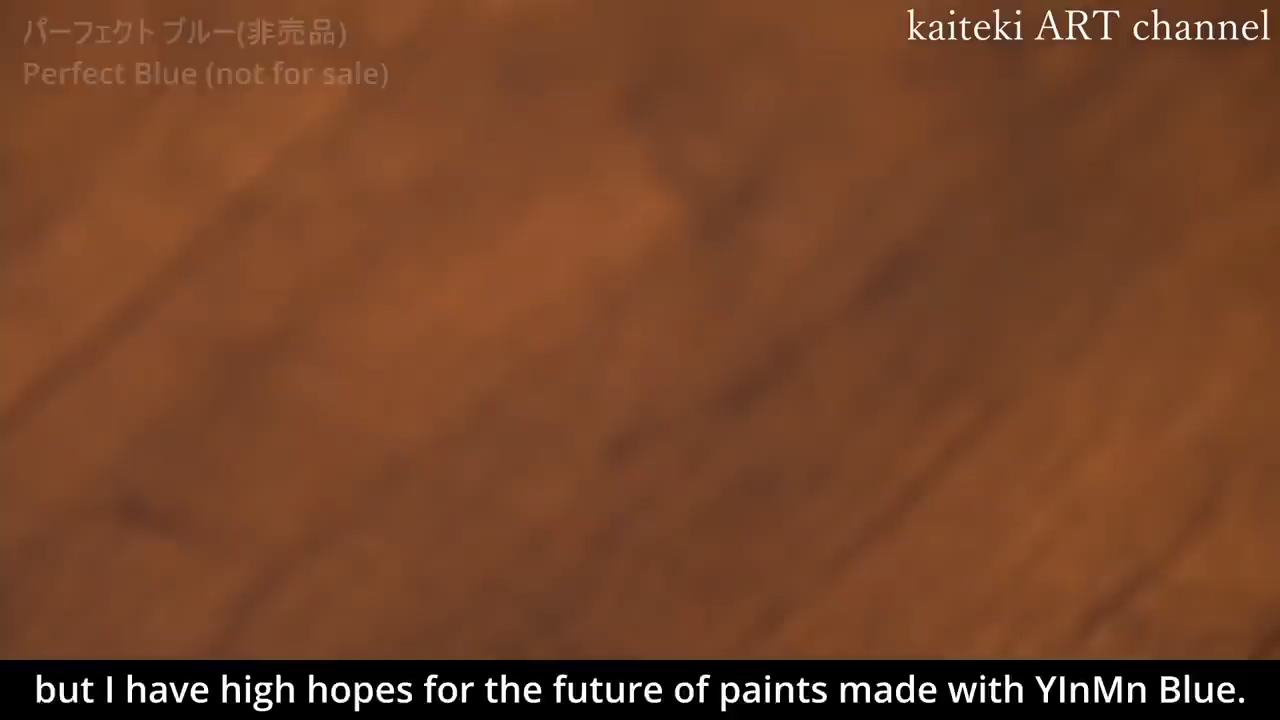 パーフェクト ブルー(非売品)
Perfect Blue (not for sale)
kaiteki ART channel
but I have high hopes for the future of paints made with YInMn Blue.